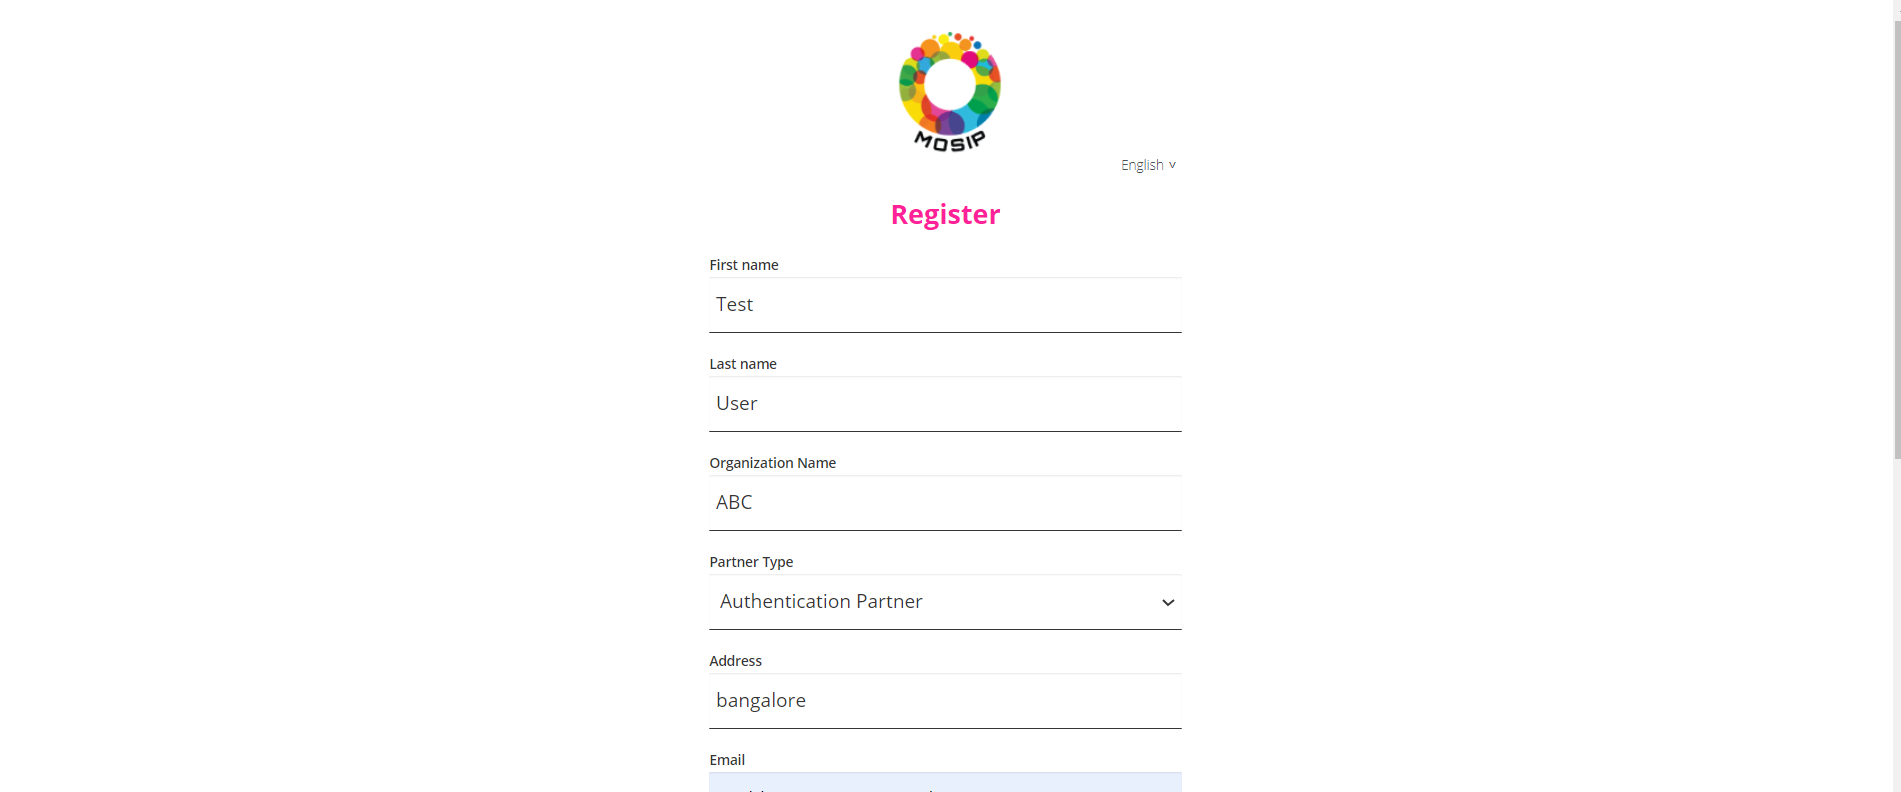 MOSIP
English
Register
First name
Test
Last name
User
Organization Name
ABC
Partner Type
Authentication Partner
Address
bangalore
Email